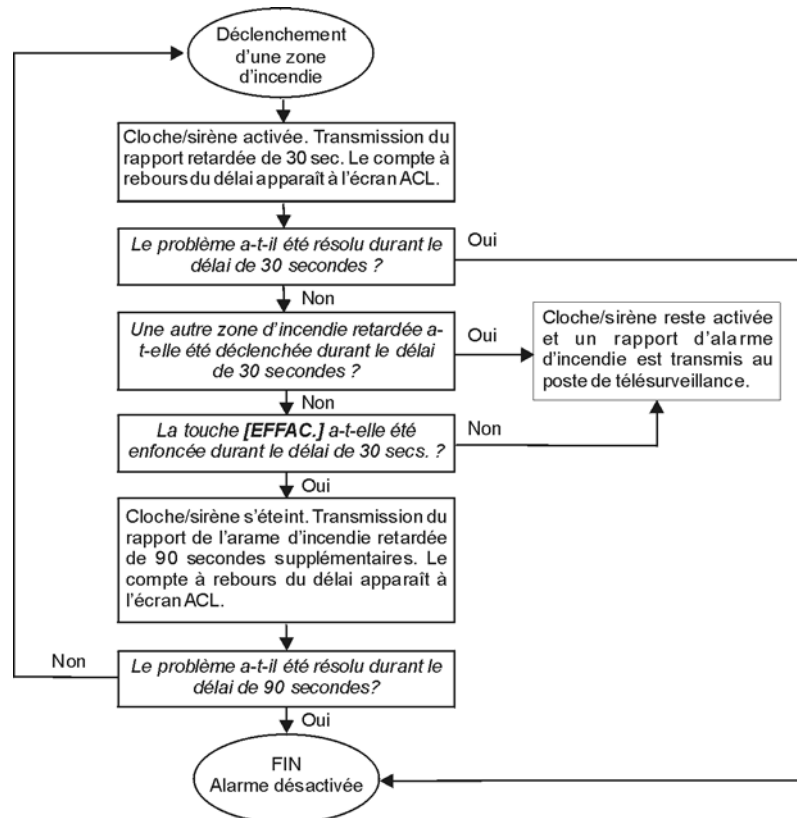 Déclenchement
d'une zone
d'incendie
Cloche/sirène activée. Transmission du
rapport retardée de 30 sec. Le compte à
rebours du délai apparaît à l'écran ACL.
Le problème a-t-il été résolu durant le
délai de 30 secondes ?
Oui
Non
Une autre zone d'incendie retardée a-
t-elle été déclenchée durant le délai
de 30 secondes ?
Oui
Cloche/sirène reste activée
et un rapport d'alarme
d'incendie est transmis au
poste de télésurveillance.
Non
La touche [EFFAC.] a-t-elle été
enfoncée durant le délai de 30 secs. ?
Non
Oui
Cloche/sirène s'éteint. Transmission du
rapport de l'arame d'incendie retardée
de 90 secondes supplémentaires. Le
compte à rebours du délai apparaît à
l'écran ACL.
Non
Le problème a-t-il été résolu durant le
délai de 90 secondes?
Oui
FIN
Alarme désactivée